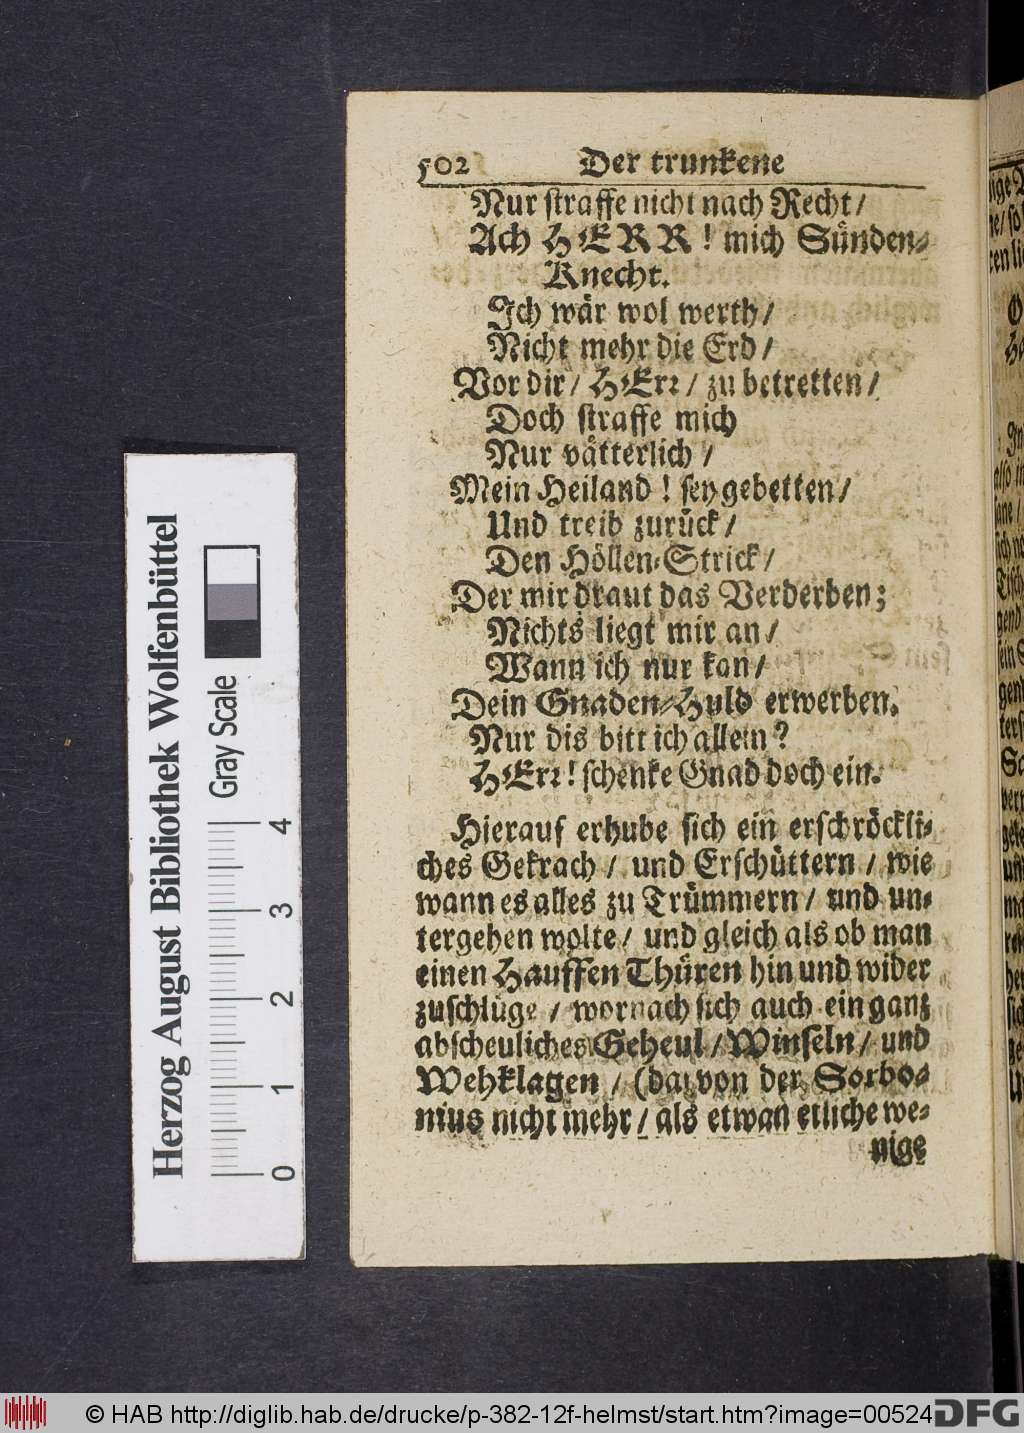 502 Der trunkene
Nur straffe nicht nach Recht /
Ach HERR ! mich Sünden-
Knecht.
Ich wär wol werth /
Nicht mehr die Erd /
Vor dir / HErr / zu betretten /
Doch straffe mich
Nur vätterlich /
Mein Heiland ! sey gebetten /
Und treib zurück /
Den Höllen-Strick /
Der mir draut das Verderben ;
Nichts liegt mir an /
Wann ich nur kan /
Dein Gnaden-Huld erwerben.
Nur dis bitt ich allein ?
HErr ! schenke Gnad doch ein.
Hierauf erhube sich ein erschröckli-
ches Gekrach / und Erschüttern / wie
wann es alles zu Trümmern / und un-
tergehen wolte / und gleich als ob man
einen Hauffen Thüren hin und wider
zuschlüge / wornach sich auch ein ganz
abscheuliches Geheul / Winseln / und
Wehklagen / (davon der Sorbo-
nius nicht mehr / als etwan etliche we-
nige
Herzog August Bibliothek Wolfenbüttel
Gray Scale
0 1 2 3 4
© HAB http://diglib.hab.de/drucke/p-382-12f-helmst/start.htm?image=00524
DFG